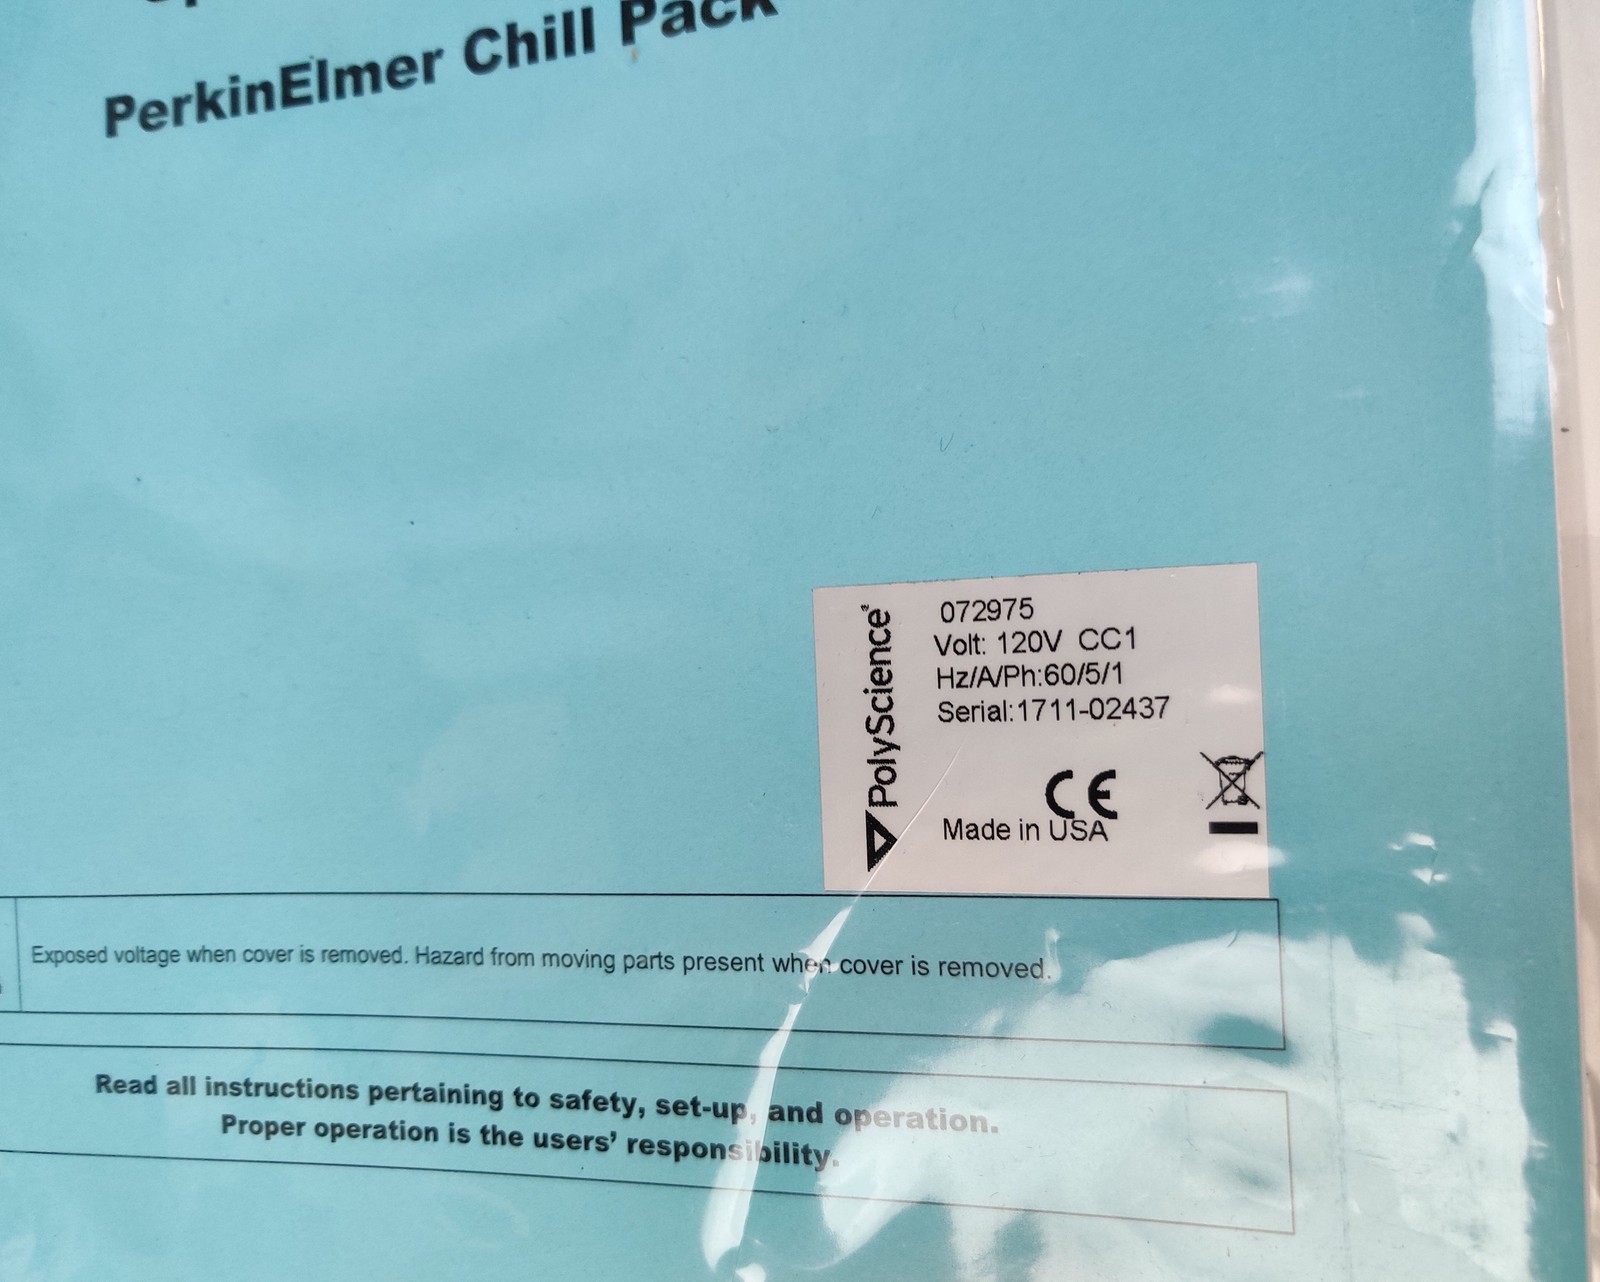 PerkinElmer Chill Pack
PolyScience®
072975
Volt: 120V CC1
Hz/A/Ph:60/5/1
Serial:1711-02437
CE
Made in USA
Exposed voltage when cover is removed. Hazard from moving parts present when cover is removed.
Read all instructions pertaining to safety, set-up, and operation.
Proper operation is the users’ responsibility.